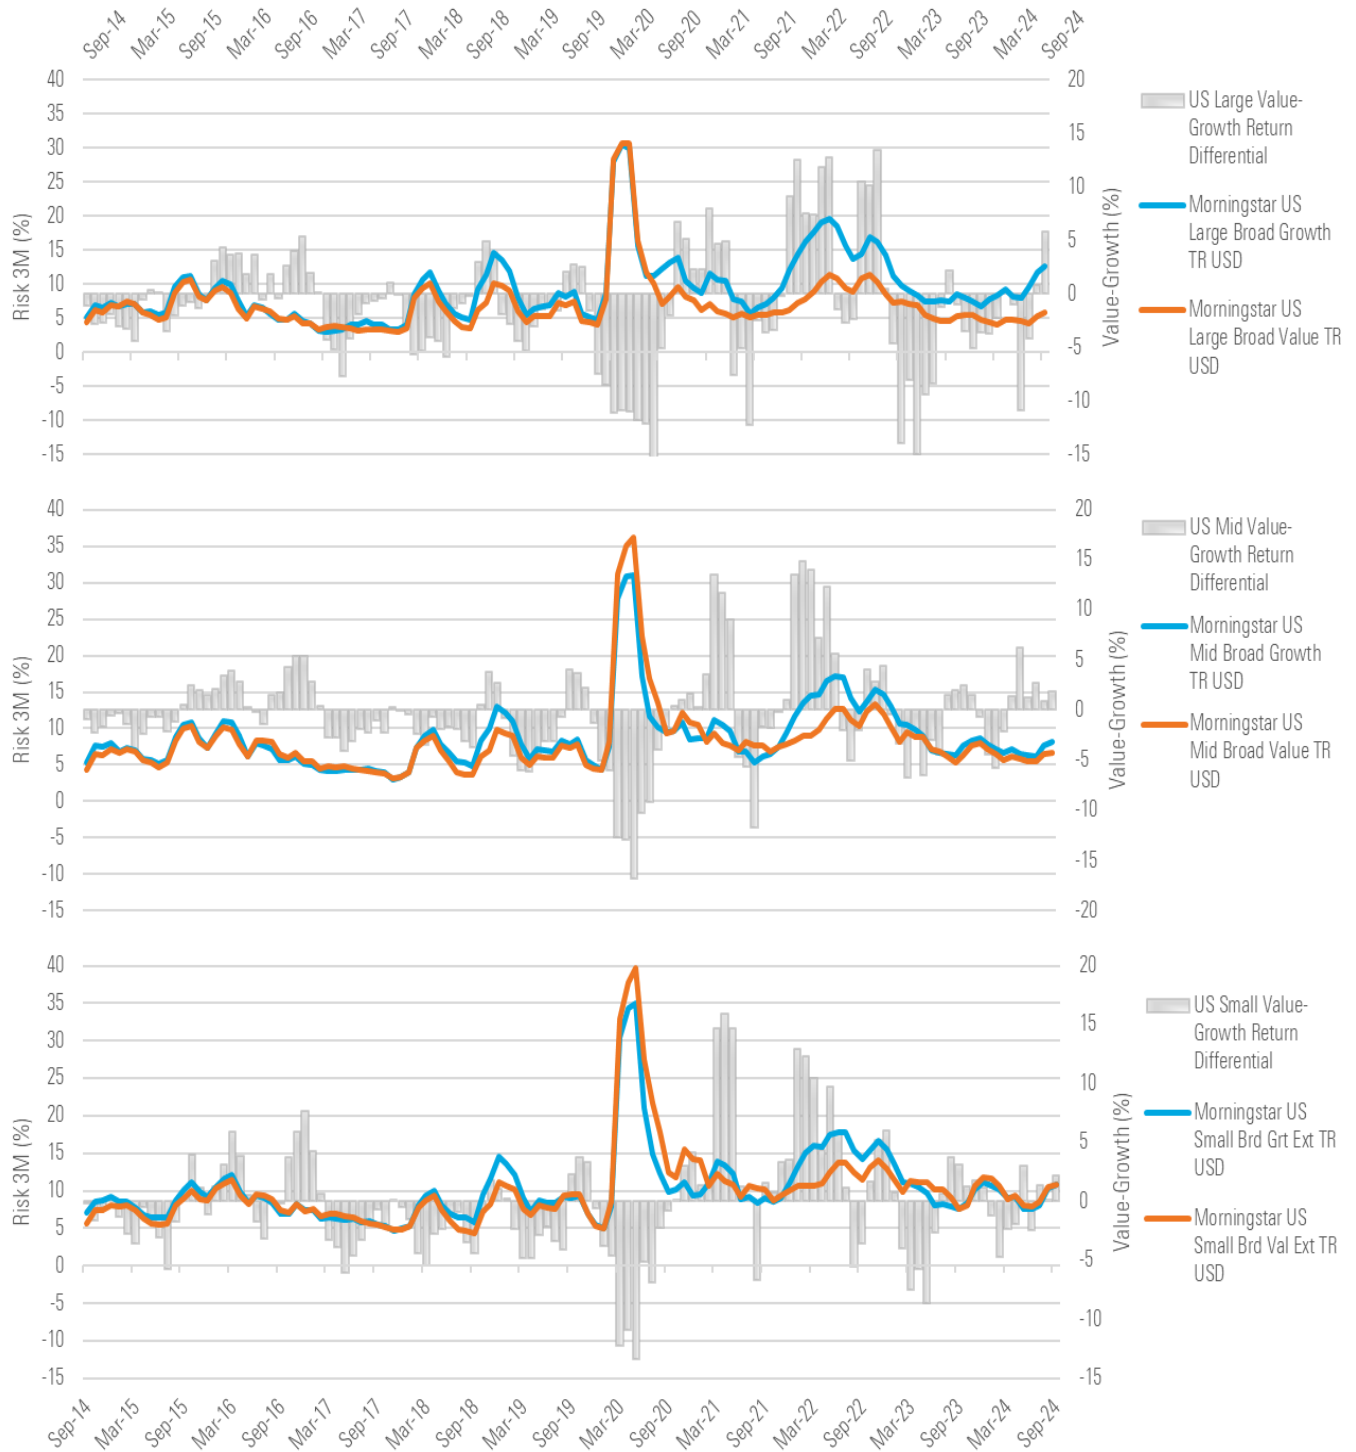 Sep-14
Mar-15
Sep-15
Mar-16
Sep-16
Mar-17
Sep-17
Mar-18
Sep-18
Mar-19
Sep-19
Mar-20
Sep-20
Mar-21
Sep-21
Mar-22
Sep-22
Mar-23
Sep-23
Mar-24
Sep-24
40
35
30
25
20
15
10
5
0
-5
-10
-15
Risk 3M (%)
20
15
10
5
0
-5
-10
-15
Value-Growth (%)
US Large Value-
Growth Return
Differential
Morningstar US
Large Broad Growth
TR USD
Morningstar US
Large Broad Value TR
USD
40
35
30
25
20
15
10
5
0
-5
-10
-15
Risk 3M (%)
20
15
10
5
0
-5
-10
-15
-20
Value-Growth (%)
US Mid Value-
Growth Return
Differential
Morningstar US
Mid Broad Growth
TR USD
Morningstar US
Mid Broad Value TR
USD
40
35
30
25
20
15
10
5
0
-5
-10
-15
Risk 3M (%)
20
15
10
5
0
-5
-10
-15
Value-Growth (%)
US Small Value-
Growth Return
Differential
Morningstar US
Small Brd Grt Ext TR
USD
Morningstar US
Small Brd Val Ext TR
USD
Sep-14
Mar-15
Sep-15
Mar-16
Sep-16
Mar-17
Sep-17
Mar-18
Sep-18
Mar-19
Sep-19
Mar-20
Sep-20
Mar-21
Sep-21
Mar-22
Sep-22
Mar-23
Sep-23
Mar-24
Sep-24